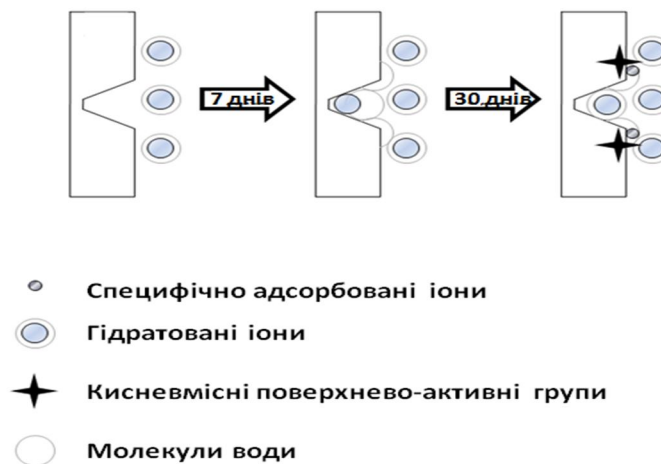 7 днів
30 днів
Специфічно адсорбовані іони
Гідратовані іони
Кисневмісні поверхнево-активні групи
Молекули води